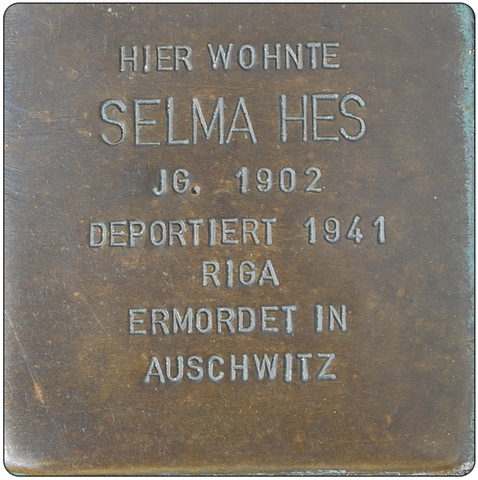 HIER WOHNTE
SELMA HES
JG. 1902
DEPORTIERT 1941
RIGA
ERMORDET IN
AUSCHWITZ